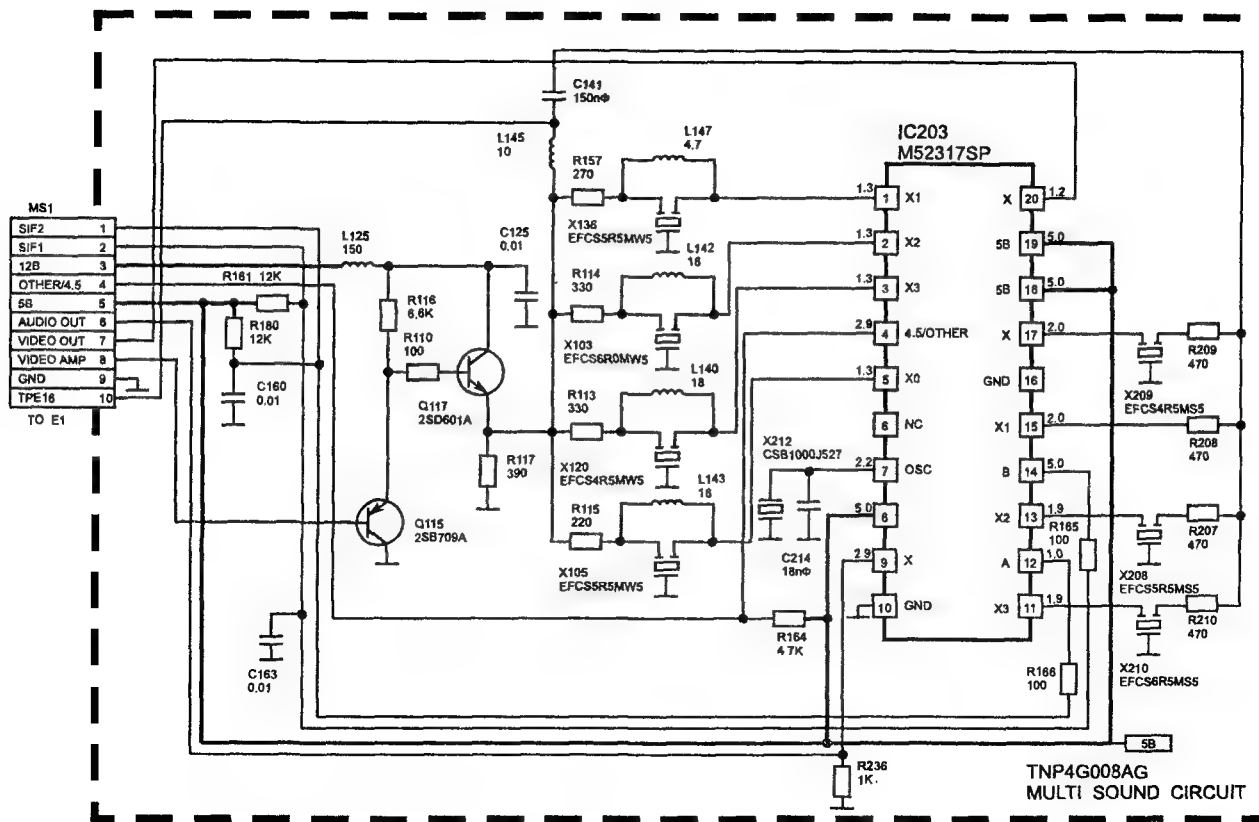 C141
150пФ
L145
10
R157
270
L147
4,7
IC203
M52317SP
MS1
SIF2 1
SIF1 2
12B 3
OTHER/4.5 4
5B 5
AUDIO OUT 6
VIDEO OUT 7
VIDEO AMP 8
GND 9
TPE16 10
TO E1
L125
150
C125
0.01
R161 12K
R180
12K
C160
0.01
R116
6,6K
R110
100
Q117
2SD601A
R117
390
Q115
2SB709A
C163
0.01
X136
EFCS5R5MW5
L142
18
R114
330
X103
EFCS6R0MW5
L140
18
R113
330
X120
EFCS4R5MW5
L143
R115
220
X105
EFCS5R5MW5
X212
CSB1000J527
C214
18пФ
R164
4.7K
R236
1K.
1.3 1 X1
1.3 2 X2
1.3 3 X3
2.9 4 4.5/OTHER
1.3 5 X0
6 NC
2.2 7 OSC
5.0
2.9 9 X
10 GND
X 20 1.2
5B 19 5.0
5B 18 5.0
X 17 2.0
GND 16
X1 15 2.0
B 14 5.0
X2 13 1.9
A 12 1.0
X3 11 1.9
R209
470
X209
EFCS4R5MS5
R208
470
R165
100
R207
470
X208
EFCS5R5MS5
R210
470
X210
EFCS6R5MS5
R166
100
5B
TNP4G008AG
MULTI SOUND CIRCUIT